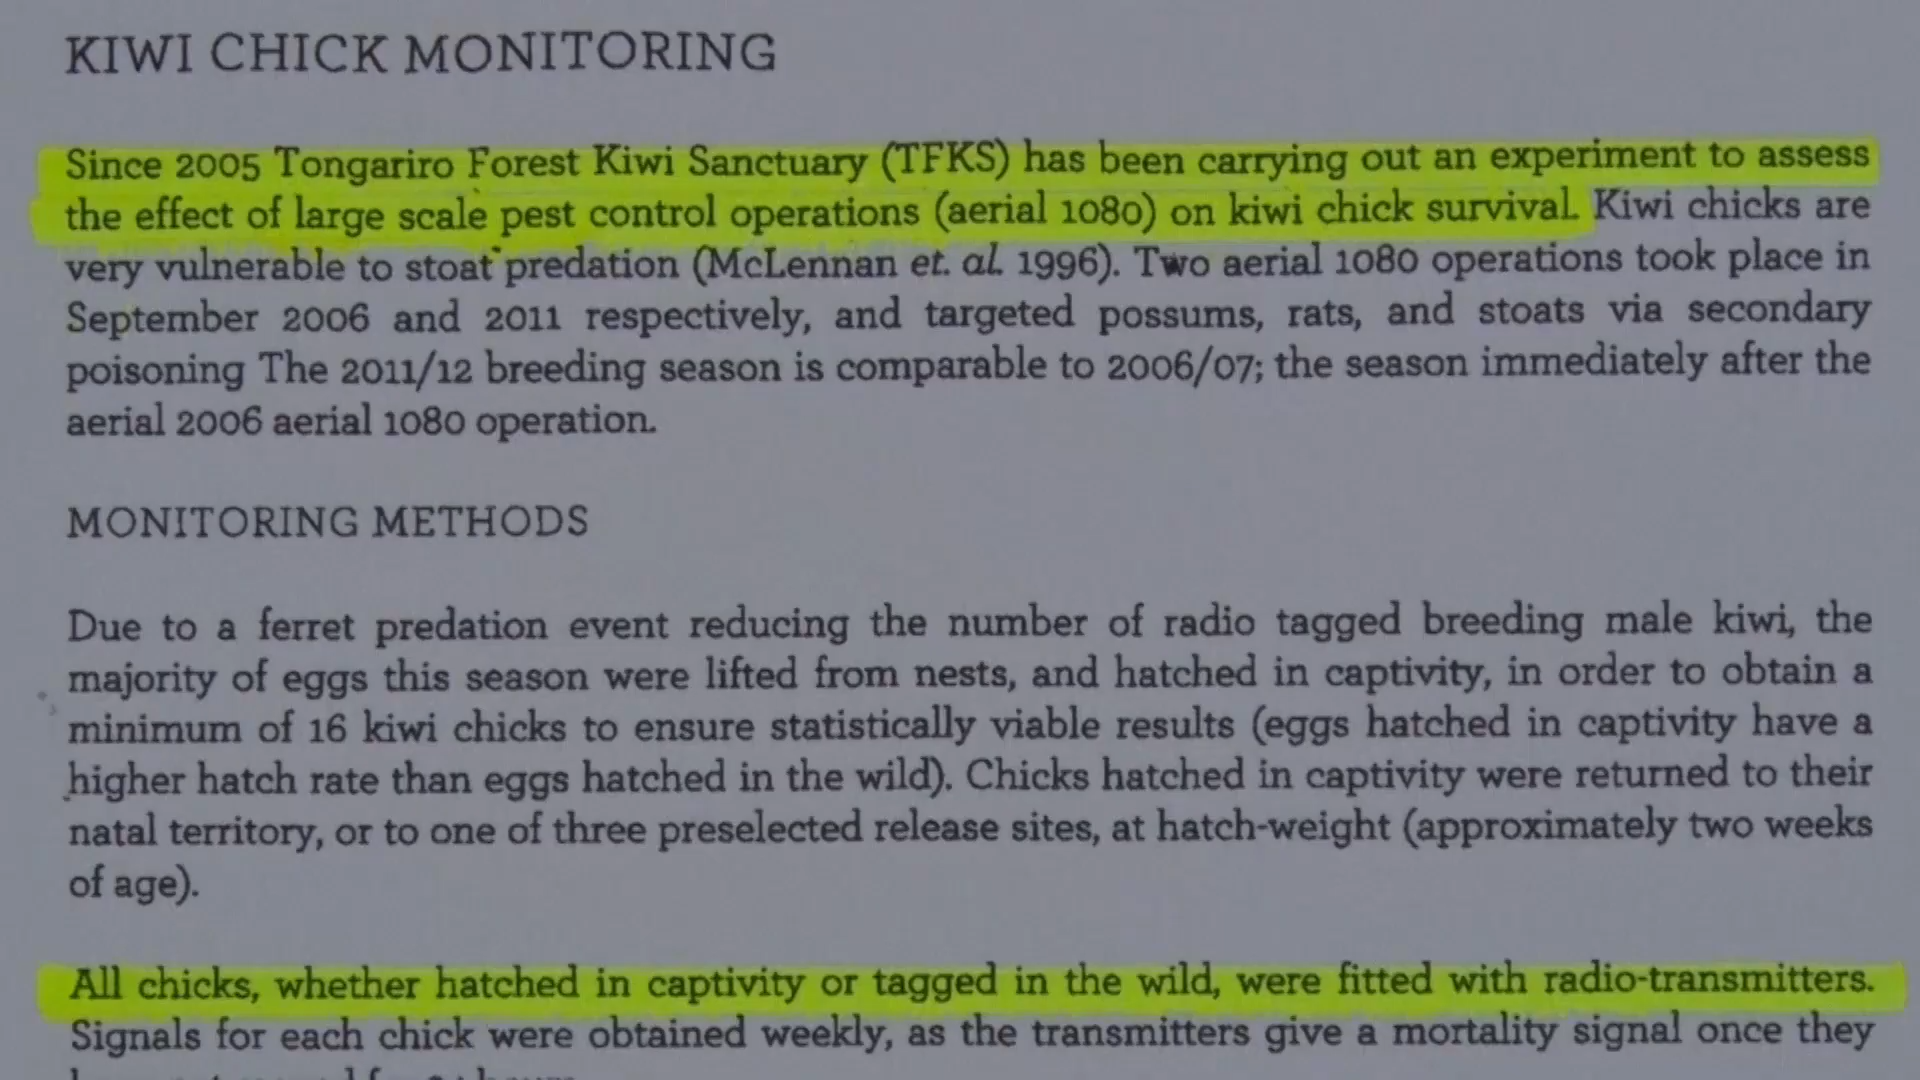 KIWI CHICK MONITORING
Since 2005 Tongariro Forest Kiwi Sanctuary (TFKS) has been carrying out an experiment to assess
the effect of large scale pest control operations (aerial 1080) on kiwi chick survival. Kiwi chicks are
very vulnerable to stoat predation (McLennan et. al. 1996). Two aerial 1080 operations took place in
September 2006 and 2011 respectively, and targeted possums, rats, and stoats via secondary
poisoning The 2011/12 breeding season is comparable to 2006/07; the season immediately after the
aerial 2006 aerial 1080 operation.
MONITORING METHODS
Due to a ferret predation event reducing the number of radio tagged breeding male kiwi, the
majority of eggs this season were lifted from nests, and hatched in captivity, in order to obtain a
minimum of 16 kiwi chicks to ensure statistically viable results (eggs hatched in captivity have a
higher hatch rate than eggs hatched in the wild). Chicks hatched in captivity were returned to their
natal territory, or to one of three preselected release sites, at hatch-weight (approximately two weeks
of age).
All chicks, whether hatched in captivity or tagged in the wild, were fitted with radio-transmitters.
Signals for each chick were obtained weekly, as the transmitters give a mortality signal once they